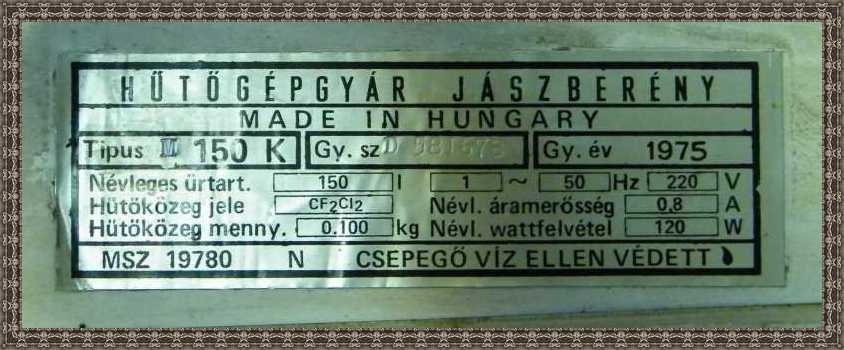 HŰTŐGÉPGYÁR JÁSZBERÉNY
MADE IN HUNGARY
Tipus M 150 K Gy. sz D Gy. év 1975
Névleges űrtart. 150 l 1 ~ 50 Hz 220 V
Hűtőközeg jele CF2Cl2 Névl. áramerősség 0,8 A
Hűtőközeg menny. 0.100 kg Névl. wattfelvétel 120 W
MSZ 19780 N CSEPEGŐ VÍZ ELLEN VÉDETT